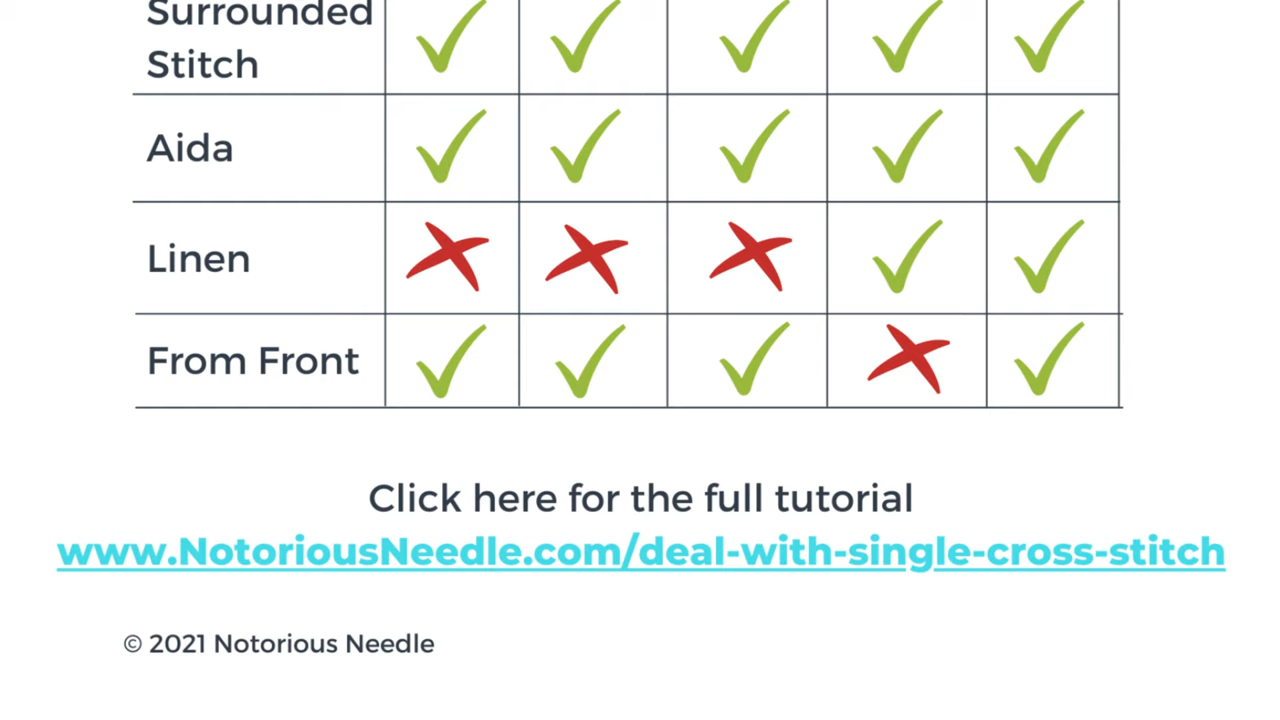 Surrounded
Stitch
Aida
Linen
From Front
Click here for the full tutorial
www.NotoriousNeedle.com/deal-with-single-cross-stitch
© 2021 Notorious Needle